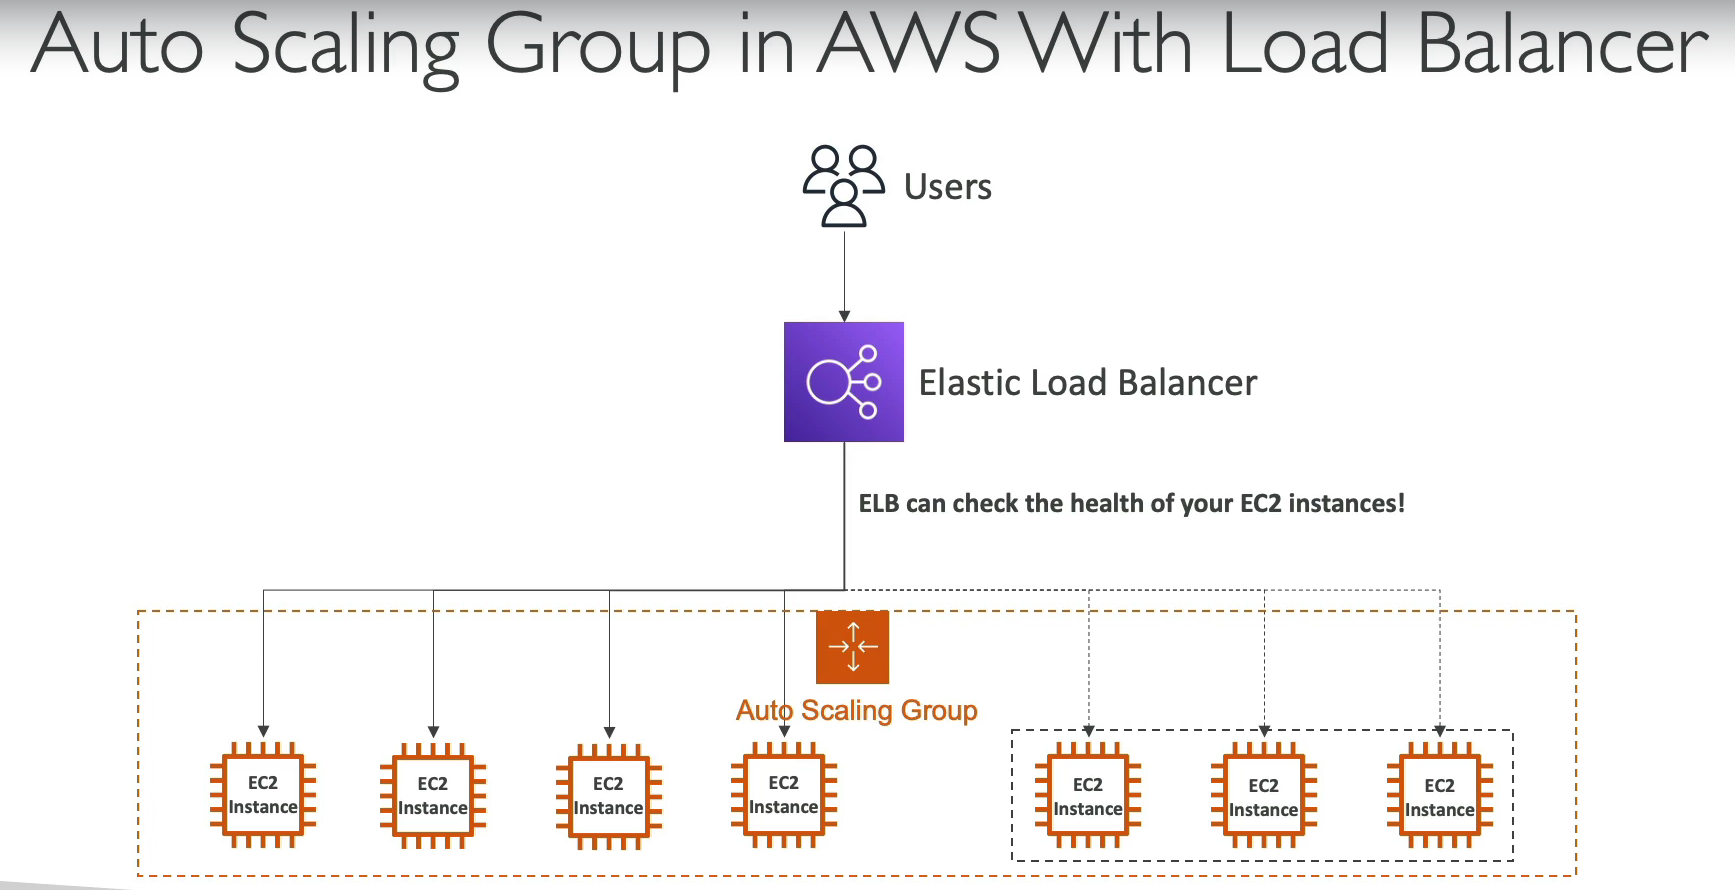 Auto Scaling Group in AWS With Load Balancer
Users
Elastic Load Balancer
ELB can check the health of your EC2 instances!
Auto Scaling Group
EC2
Instance
EC2
Instance
EC2
Instance
EC2
Instance
EC2
Instance
EC2
Instance
EC2
Instance